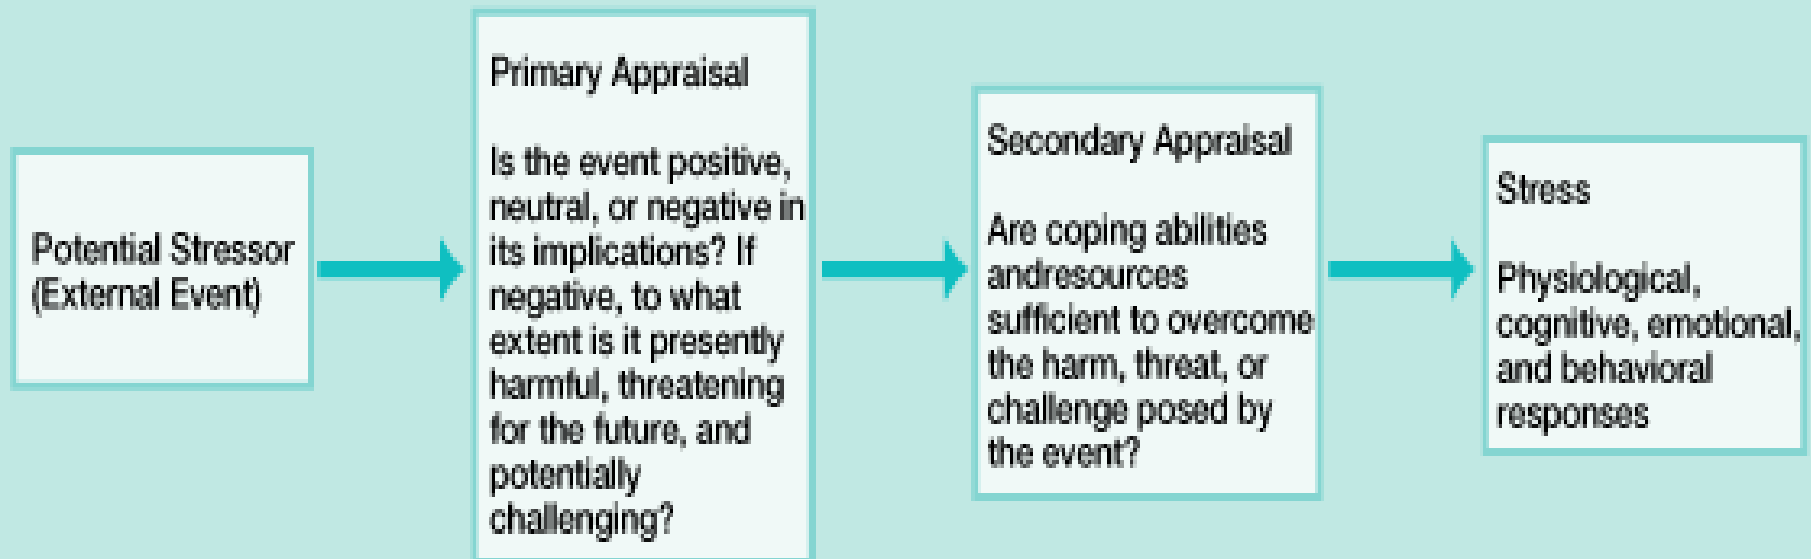 Potential Stressor
(External Event)
Primary Appraisal
Is the event positive,
neutral, or negative in
its implications? If
negative, to what
extent is it presently
harmful, threatening
for the future, and
potentially
challenging?
Secondary Appraisal
Are coping abilities
andresources
sufficient to overcome
the harm, threat, or
challenge posed by
the event?
Stress
Physiological,
cognitive, emotional,
and behavioral
responses